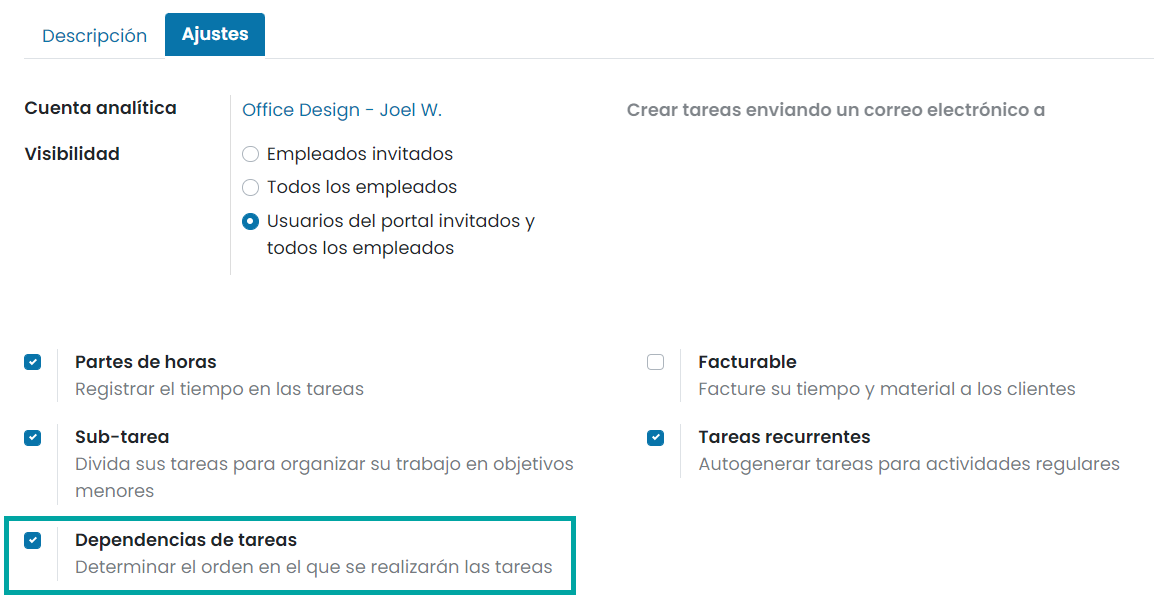 Descripción
Ajustes
Cuenta analítica
Office Design - Joel W.
Crear tareas enviando un correo electrónico a
Visibilidad
Empleados invitados
Todos los empleados
Usuarios del portal invitados y
todos los empleados
Partes de horas
Registrar el tiempo en las tareas
Facturable
Facture su tiempo y material a los clientes
Sub-tarea
Divida sus tareas para organizar su trabajo en objetivos
menores
Tareas recurrentes
Autogenerar tareas para actividades regulares
Dependencias de tareas
Determinar el orden en el que se realizarán las tareas